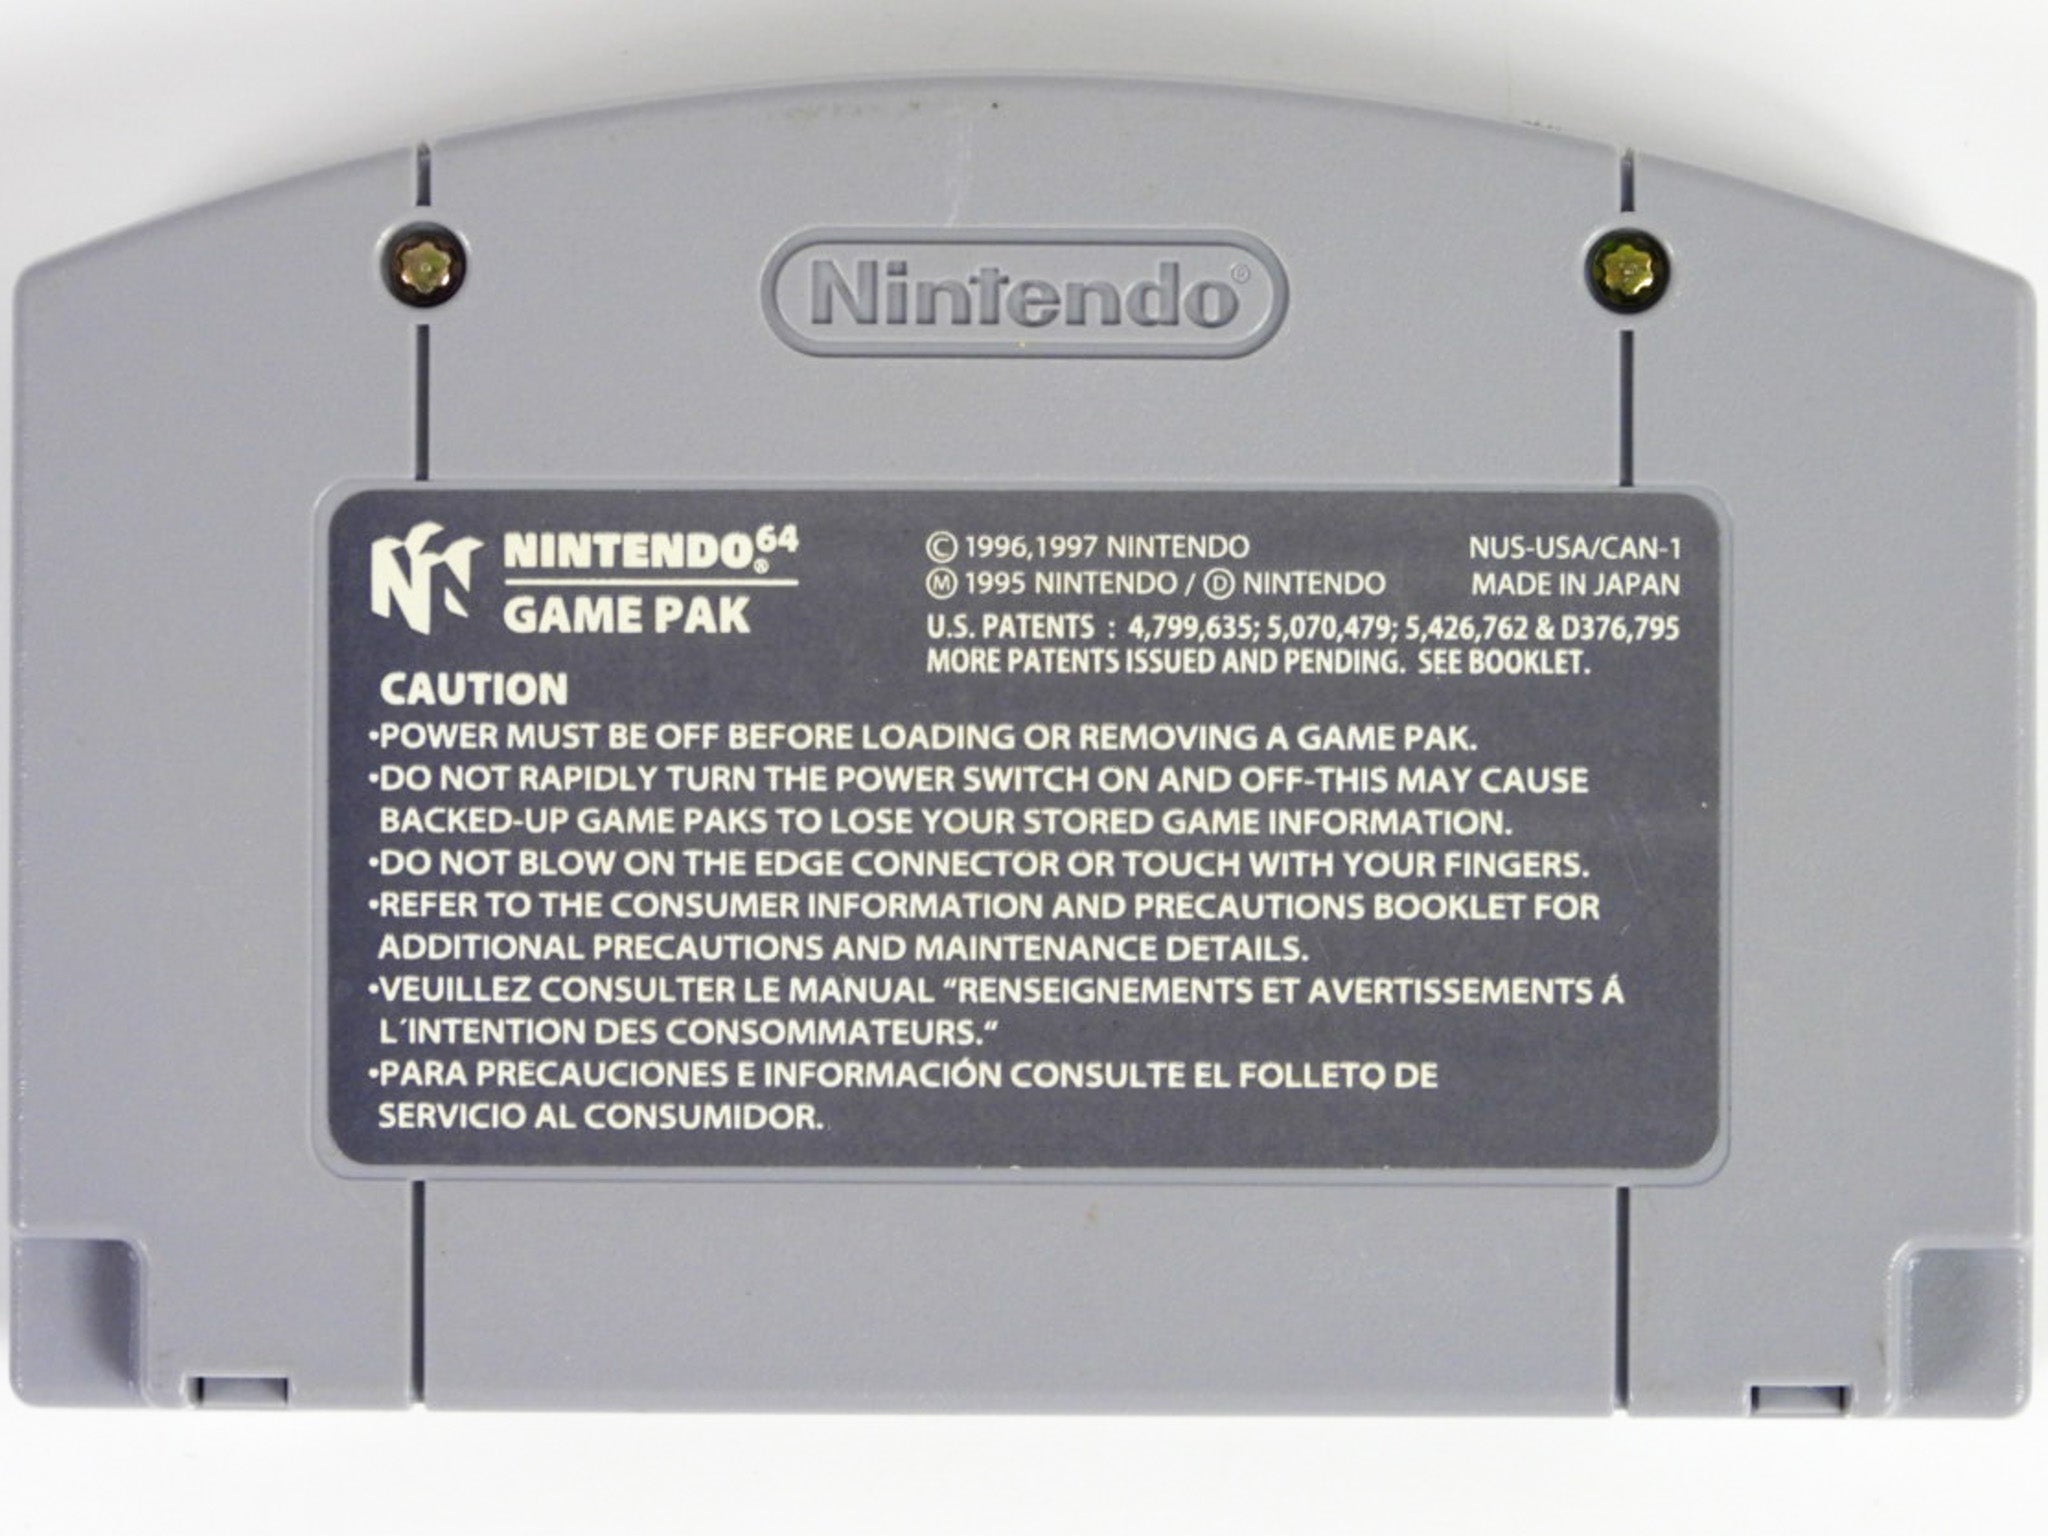 Nintendo®
NINTENDO®64
GAME PAK
© 1996,1997 NINTENDO
Ⓜ 1995 NINTENDO / Ⓓ NINTENDO
NUS-USA/CAN-1
MADE IN JAPAN
U.S. PATENTS : 4,799,635; 5,070,479; 5,426,762 & D376,795
MORE PATENTS ISSUED AND PENDING. SEE BOOKLET.
CAUTION
•POWER MUST BE OFF BEFORE LOADING OR REMOVING A GAME PAK.
•DO NOT RAPIDLY TURN THE POWER SWITCH ON AND OFF-THIS MAY CAUSE
BACKED-UP GAME PAKS TO LOSE YOUR STORED GAME INFORMATION.
•DO NOT BLOW ON THE EDGE CONNECTOR OR TOUCH WITH YOUR FINGERS.
•REFER TO THE CONSUMER INFORMATION AND PRECAUTIONS BOOKLET FOR
ADDITIONAL PRECAUTIONS AND MAINTENANCE DETAILS.
•VEUILLEZ CONSULTER LE MANUAL “RENSEIGNEMENTS ET AVERTISSEMENTS Á
L´INTENTION DES CONSOMMATEURS.“
•PARA PRECAUCIONES E INFORMACIÓN CONSULTE EL FOLLETO DE
SERVICIO AL CONSUMIDOR.